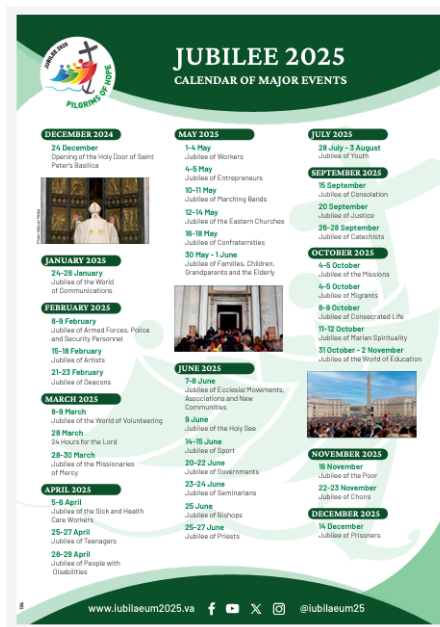 JUBILEE 2025
PILGRIMS OF HOPE
JUBILEE 2025
CALENDAR OF MAJOR EVENTS
DECEMBER 2024
24 December
Opening of the Holy Door of Saint
Peter's Basilica
JANUARY 2025
24-26 January
Jubilee of the World
of Communications
FEBRUARY 2025
8-9 February
Jubilee of Armed Forces, Police
and Security Personnel
15-18 February
Jubilee of Artists
21-23 February
Jubilee of Deacons
MARCH 2025
8-9 March
Jubilee of the World of Volunteering
28 March
24 Hours for the Lord
28-30 March
Jubilee of the Missionaries
of Mercy
APRIL 2025
5-6 April
Jubilee of the Sick and Health
Care Workers
25-27 April
Jubilee of Teenagers
28-29 April
Jubilee of People with
Disabilities
MAY 2025
1-4 May
Jubilee of Workers
4-5 May
Jubilee of Entrepreneurs
10-11 May
Jubilee of Marching Bands
12-14 May
Jubilee of the Eastern Churches
16-18 May
Jubilee of Confraternities
30 May - 1 June
Jubilee of Families, Children,
Grandparents and the Elderly
JUNE 2025
7-8 June
Jubilee of Ecclesial Movements,
Associations and New
Communities
9 June
Jubilee of the Holy See
14-15 June
Jubilee of Sport
20-22 June
Jubilee of Governments
23-24 June
Jubilee of Seminarians
25 June
Jubilee of Bishops
25-27 June
Jubilee of Priests
JULY 2025
28 July - 3 August
Jubilee of Youth
SEPTEMBER 2025
15 September
Jubilee of Consolation
20 September
Jubilee of Justice
26-28 September
Jubilee of Catechists
OCTOBER 2025
4-5 October
Jubilee of the Missions
4-5 October
Jubilee of Migrants
8-9 October
Jubilee of Consecrated Life
11-12 October
Jubilee of Marian Spirituality
31 October - 2 November
Jubilee of the World of Education
NOVEMBER 2025
16 November
Jubilee of the Poor
22-23 November
Jubilee of Choirs
DECEMBER 2025
14 December
Jubilee of Prisoners
www.iubilaeum2025.va
@iubilaeum25